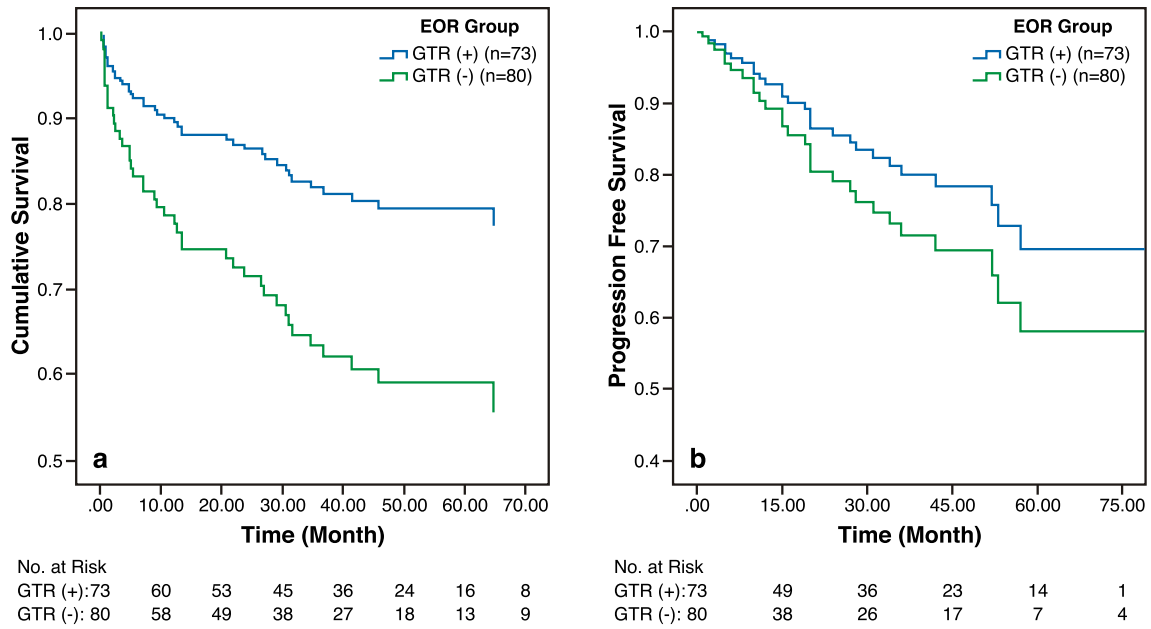 EOR Group
GTR (+) (n=73)
GTR (-) (n=80)
Cumulative Survival
1.0
0.9
0.8
0.7
0.6
0.5
a
.00 10.00 20.00 30.00 40.00 50.00 60.00 70.00
Time (Month)
No. at Risk
GTR (+):73 60 53 45 36 24 16 8
GTR (-): 80 58 49 38 27 18 13 9
EOR Group
GTR (+) (n=73)
GTR (-) (n=80)
Progression Free Survival
1.0
0.9
0.8
0.7
0.6
0.5
0.4
b
.00 15.00 30.00 45.00 60.00 75.00
Time (Month)
No. at Risk
GTR (+):73 49 36 23 14 1
GTR (-): 80 38 26 17 7 4